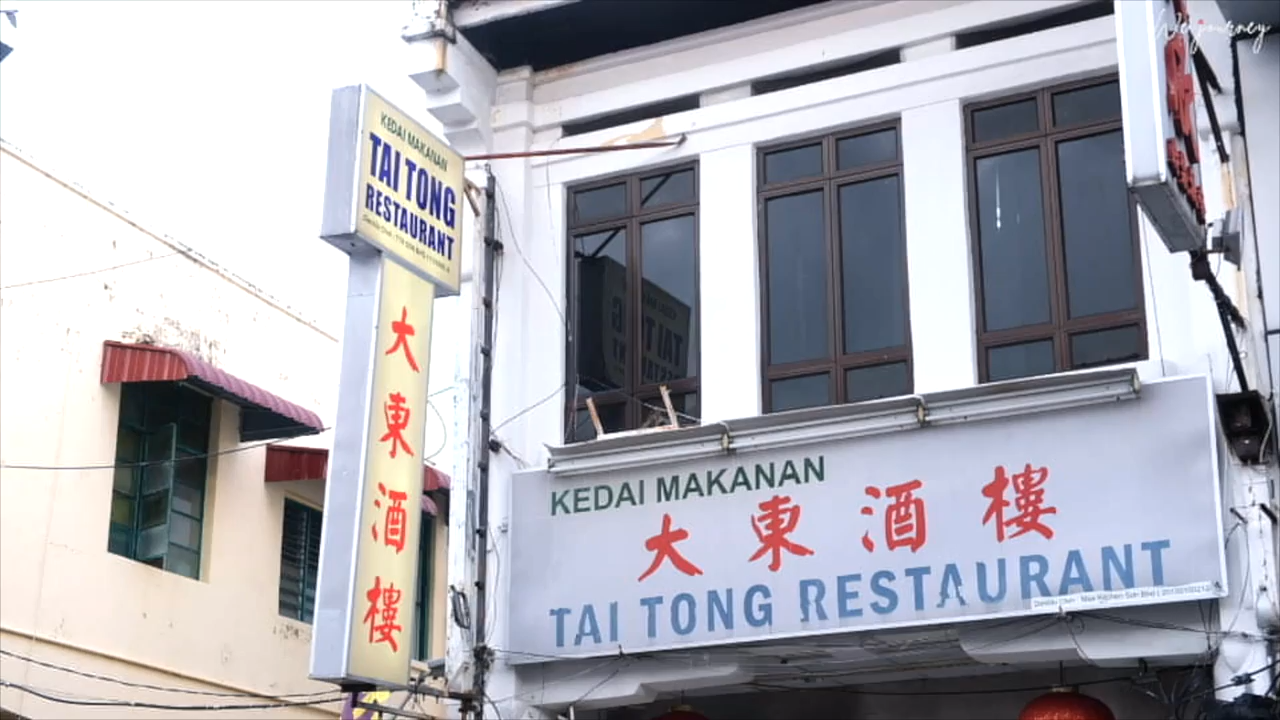 KEDAI MAKANAN
TAI TONG
RESTAURANT
大東酒樓
KEDAI MAKANAN
大東酒樓
TAI TONG RESTAURANT